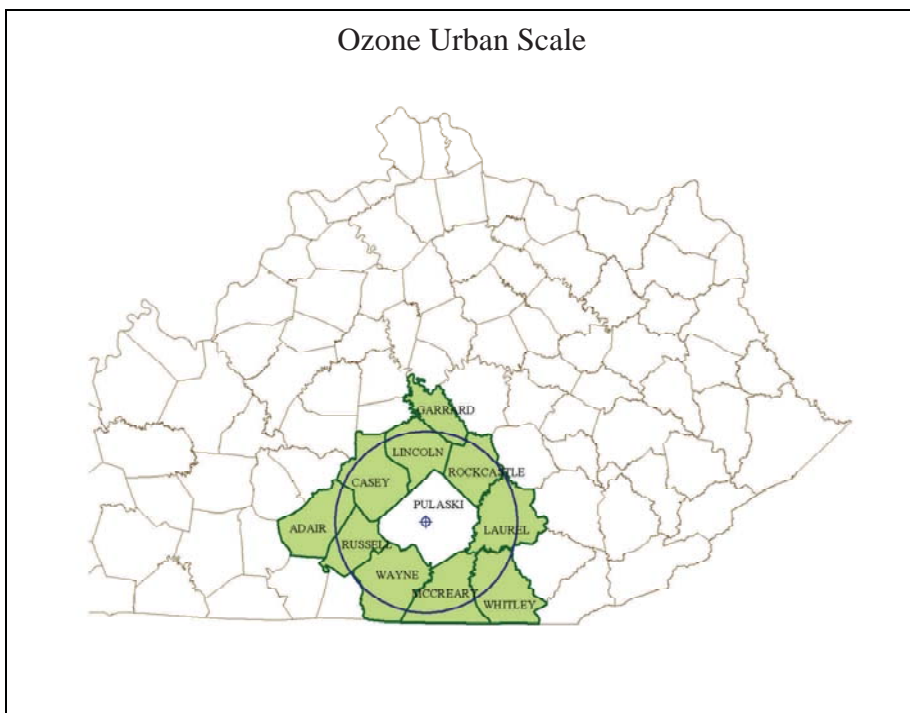 Ozone Urban Scale
GARRARD
LINCOLN
ROCKCASTLE
CASEY
PULASKI
ADAIR
LAUREL
RUSSELL
WAYNE
MCCREARY
WHITLEY